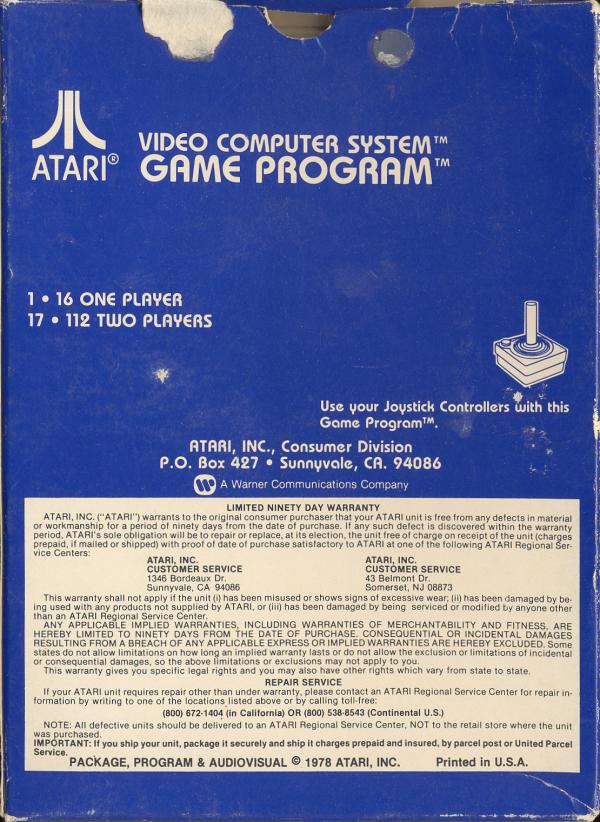 ATARI®
VIDEO COMPUTER SYSTEM™
GAME PROGRAM™
1 • 16 ONE PLAYER
17 • 112 TWO PLAYERS
Use your Joystick Controllers with this
Game Program™.
ATARI, INC., Consumer Division
P.O. Box 427 • Sunnyvale, CA. 94086
A Warner Communications Company
LIMITED NINETY DAY WARRANTY
ATARI, INC. ("ATARI") warrants to the original consumer purchaser that your ATARI unit is free from any defects in material
or workmanship for a period of ninety days from the date of purchase. If any such defect is discovered within the warranty
period, ATARI's sole obligation will be to repair or replace, at its election, the unit free of charge on receipt of the unit (charges
prepaid, if mailed or shipped) with proof of date of purchase satisfactory to ATARI at one of the following ATARI Regional Ser-
vice Centers:
ATARI, INC.
CUSTOMER SERVICE
1346 Bordeaux Dr.
Sunnyvale, CA 94086
ATARI, INC.
CUSTOMER SERVICE
43 Belmont Dr.
Somerset, NJ 08873
This warranty shall not apply if the unit (i) has been misused or shows signs of excessive wear; (ii) has been damaged by be-
ing used with any products not supplied by ATARI, or (iii) has been damaged by being serviced or modified by anyone other
than an ATARI Regional Service Center.
ANY APPLICABLE IMPLIED WARRANTIES, INCLUDING WARRANTIES OF MERCHANTABILITY AND FITNESS, ARE
HEREBY LIMITED TO NINETY DAYS FROM THE DATE OF PURCHASE. CONSEQUENTIAL OR INCIDENTAL DAMAGES
RESULTING FROM A BREACH OF ANY APPLICABLE EXPRESS OR IMPLIED WARRANTIES ARE HEREBY EXCLUDED. Some
states do not allow limitations on how long an implied warranty lasts or do not allow the exclusion or limitations of incidental
or consequential damages, so the above limitations or exclusions may not apply to you.
This warranty gives you specific legal rights and you may also have other rights which vary from state to state.
REPAIR SERVICE
If your ATARI unit requires repair other than under warranty, please contact an ATARI Regional Service Center for repair in-
formation by writing to one of the locations listed above or by calling toll-free:
(800) 672-1404 (in California) OR (800) 538-8543 (Continental U.S.)
NOTE: All defective units should be delivered to an ATARI Regional Service Center, NOT to the retail store where the unit
was purchased.
IMPORTANT: If you ship your unit, package it securely and ship it charges prepaid and insured, by parcel post or United Parcel
Service.
PACKAGE, PROGRAM & AUDIOVISUAL © 1978 ATARI, INC. Printed in U.S.A.